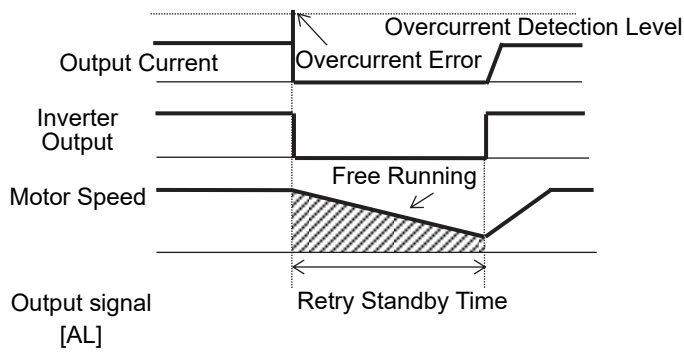 Overcurrent Detection Level
Overcurrent Error
Output Current
Inverter
Output
Free Running
Motor Speed
Retry Standby Time
Output signal
[AL]